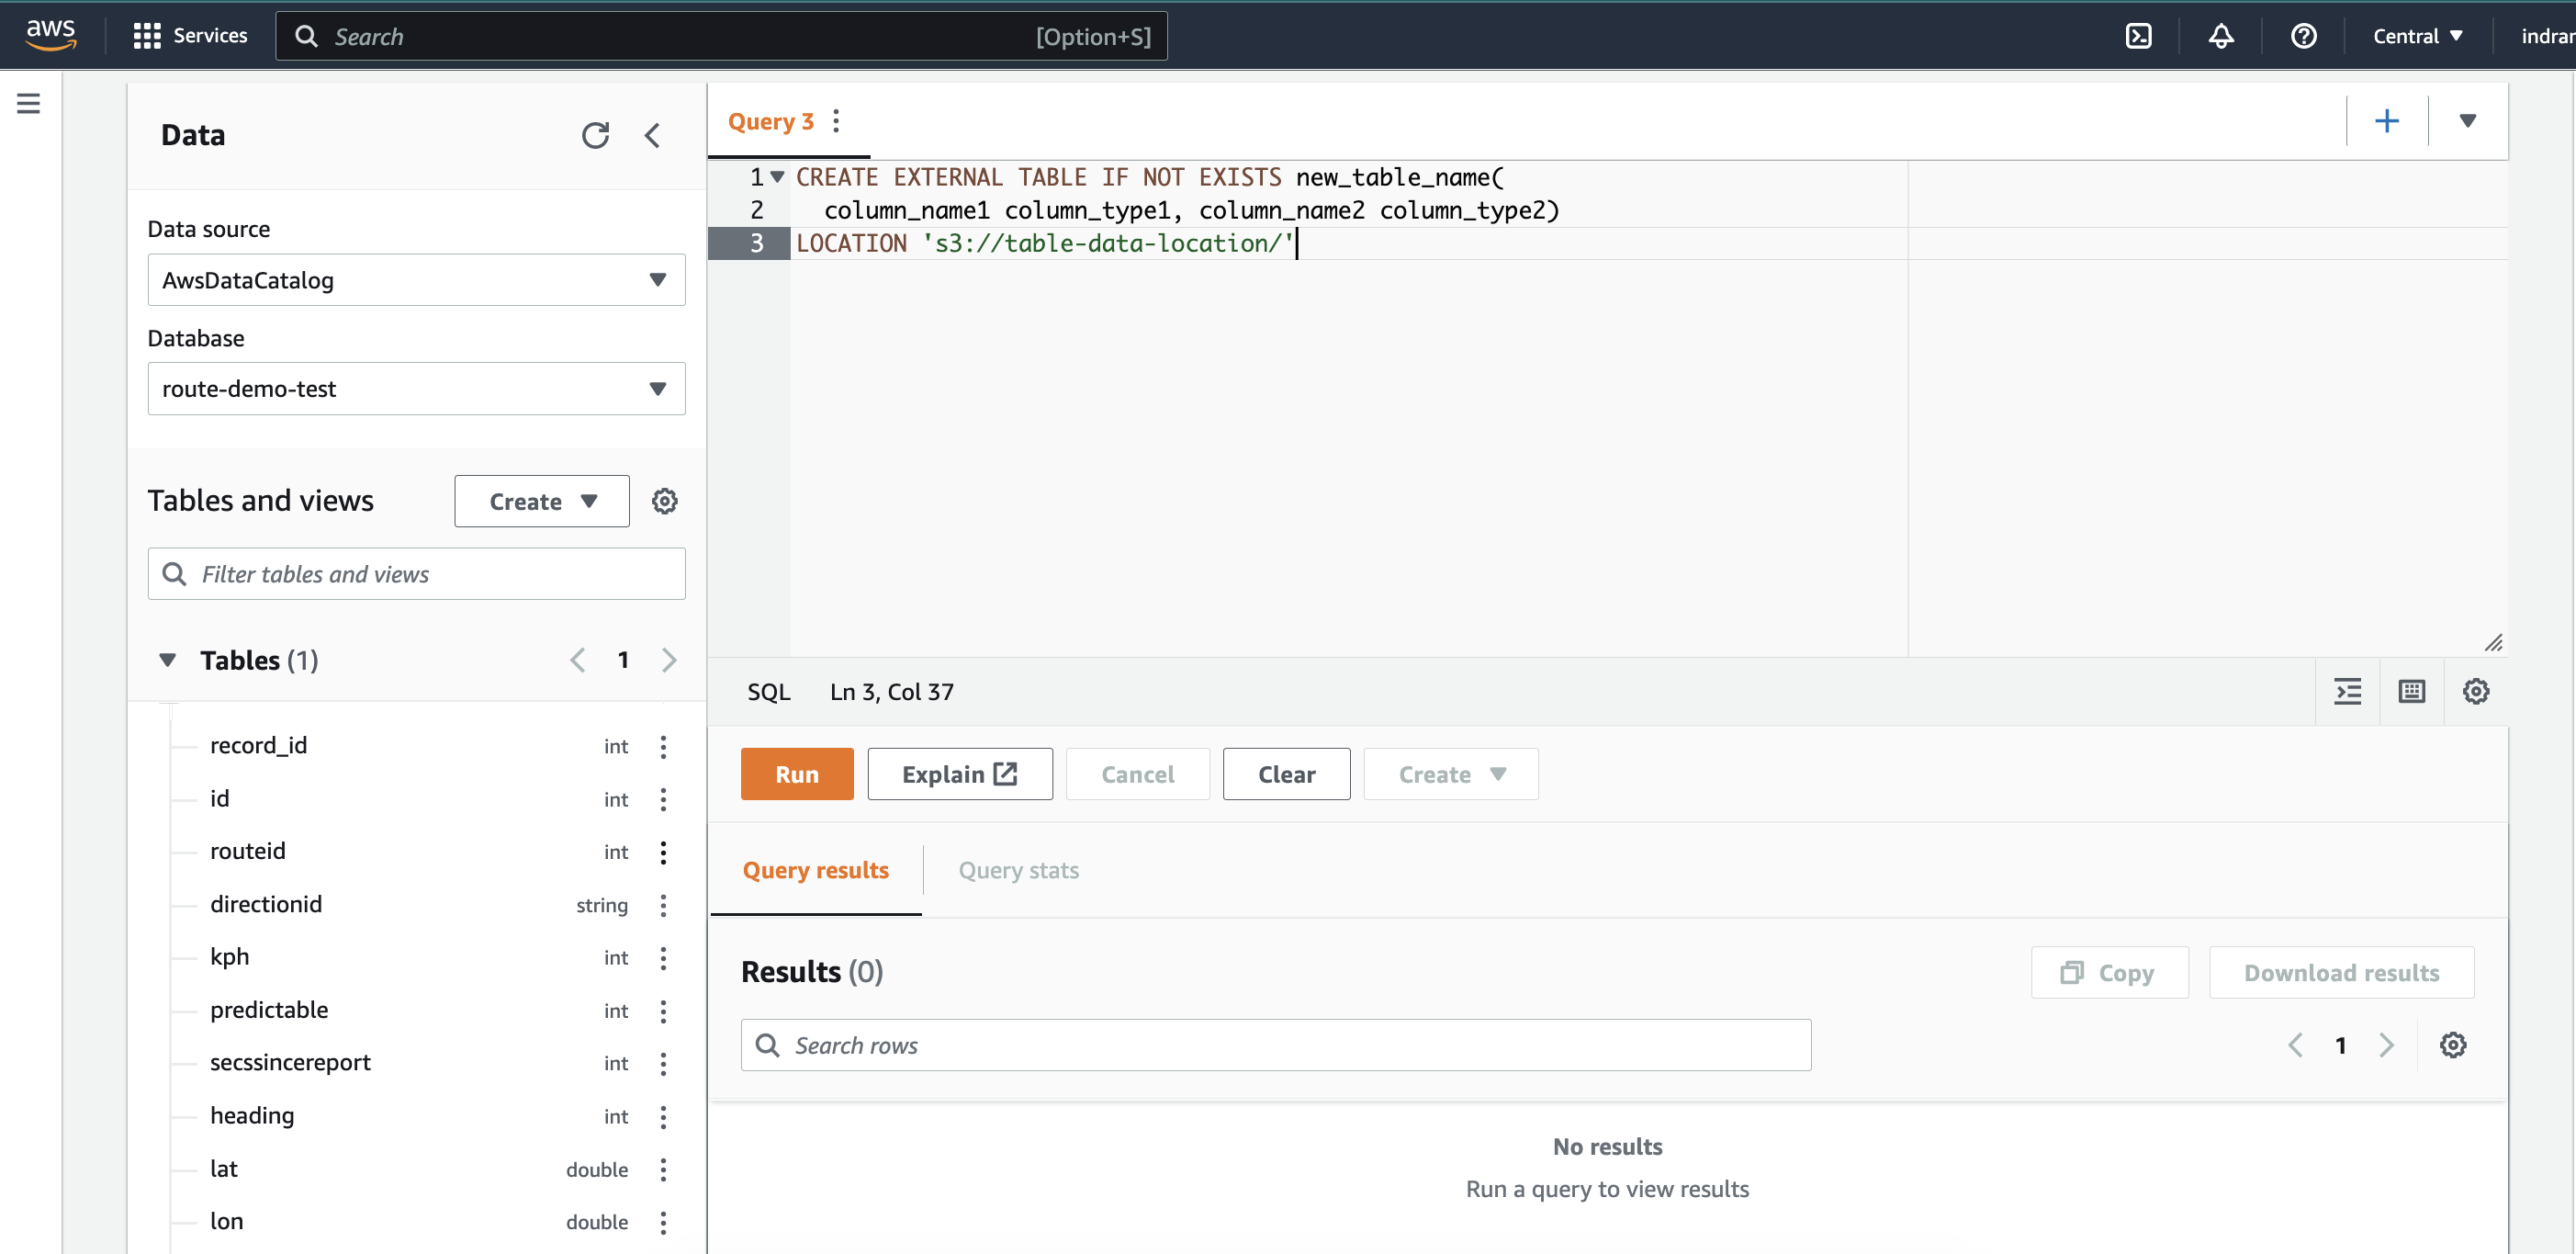 aws
Services
Search
[Option+S]
Central
indra
Data
Data source
AwsDataCatalog
Database
route-demo-test
Tables and views
Create
Filter tables and views
Tables (1)
1
record_id int
id int
routeid int
directionid string
kph int
predictable int
secssincereport int
heading int
lat double
lon double
Query 3
1 CREATE EXTERNAL TABLE IF NOT EXISTS new_table_name(
2 column_name1 column_type1, column_name2 column_type2)
3 LOCATION 's3://table-data-location/'
SQL Ln 3, Col 37
Run
Explain
Cancel
Clear
Create
Query results
Query stats
Results (0)
Copy
Download results
Search rows
1
No results
Run a query to view results